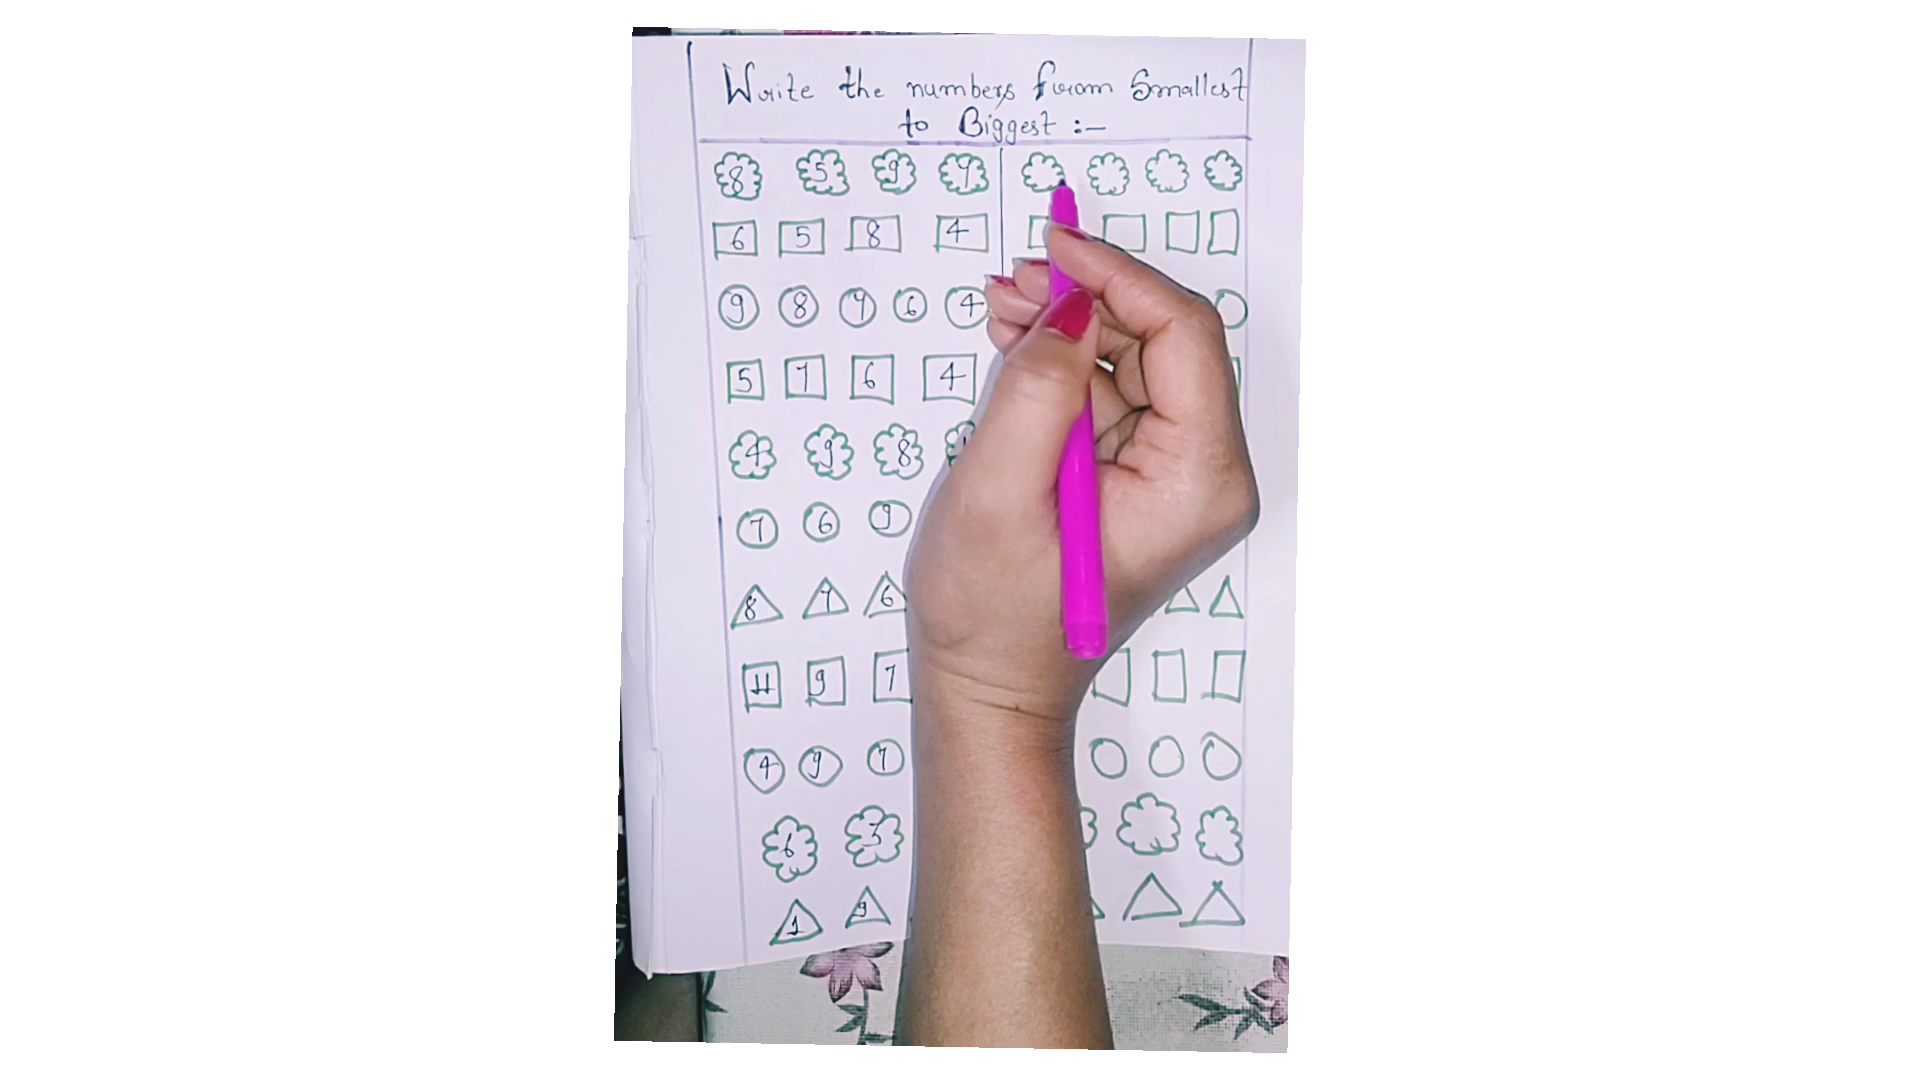 Write the numbers from Smallest
to Biggest :-
8 5 9 7
6 5 8 4
9 8 7 6 4
5 7 6 4
4 9 8
7 6 9
8 7 6
9 7
4 9 7
6 3
1 9